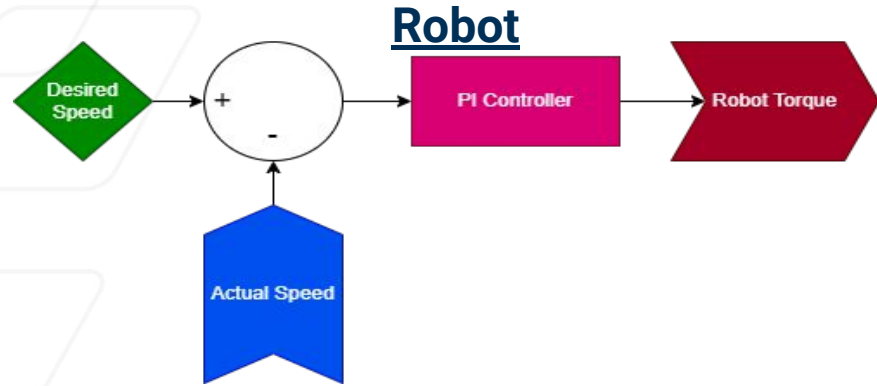 Robot
Desired
Speed
+
-
PI Controller
Robot Torque
Actual Speed